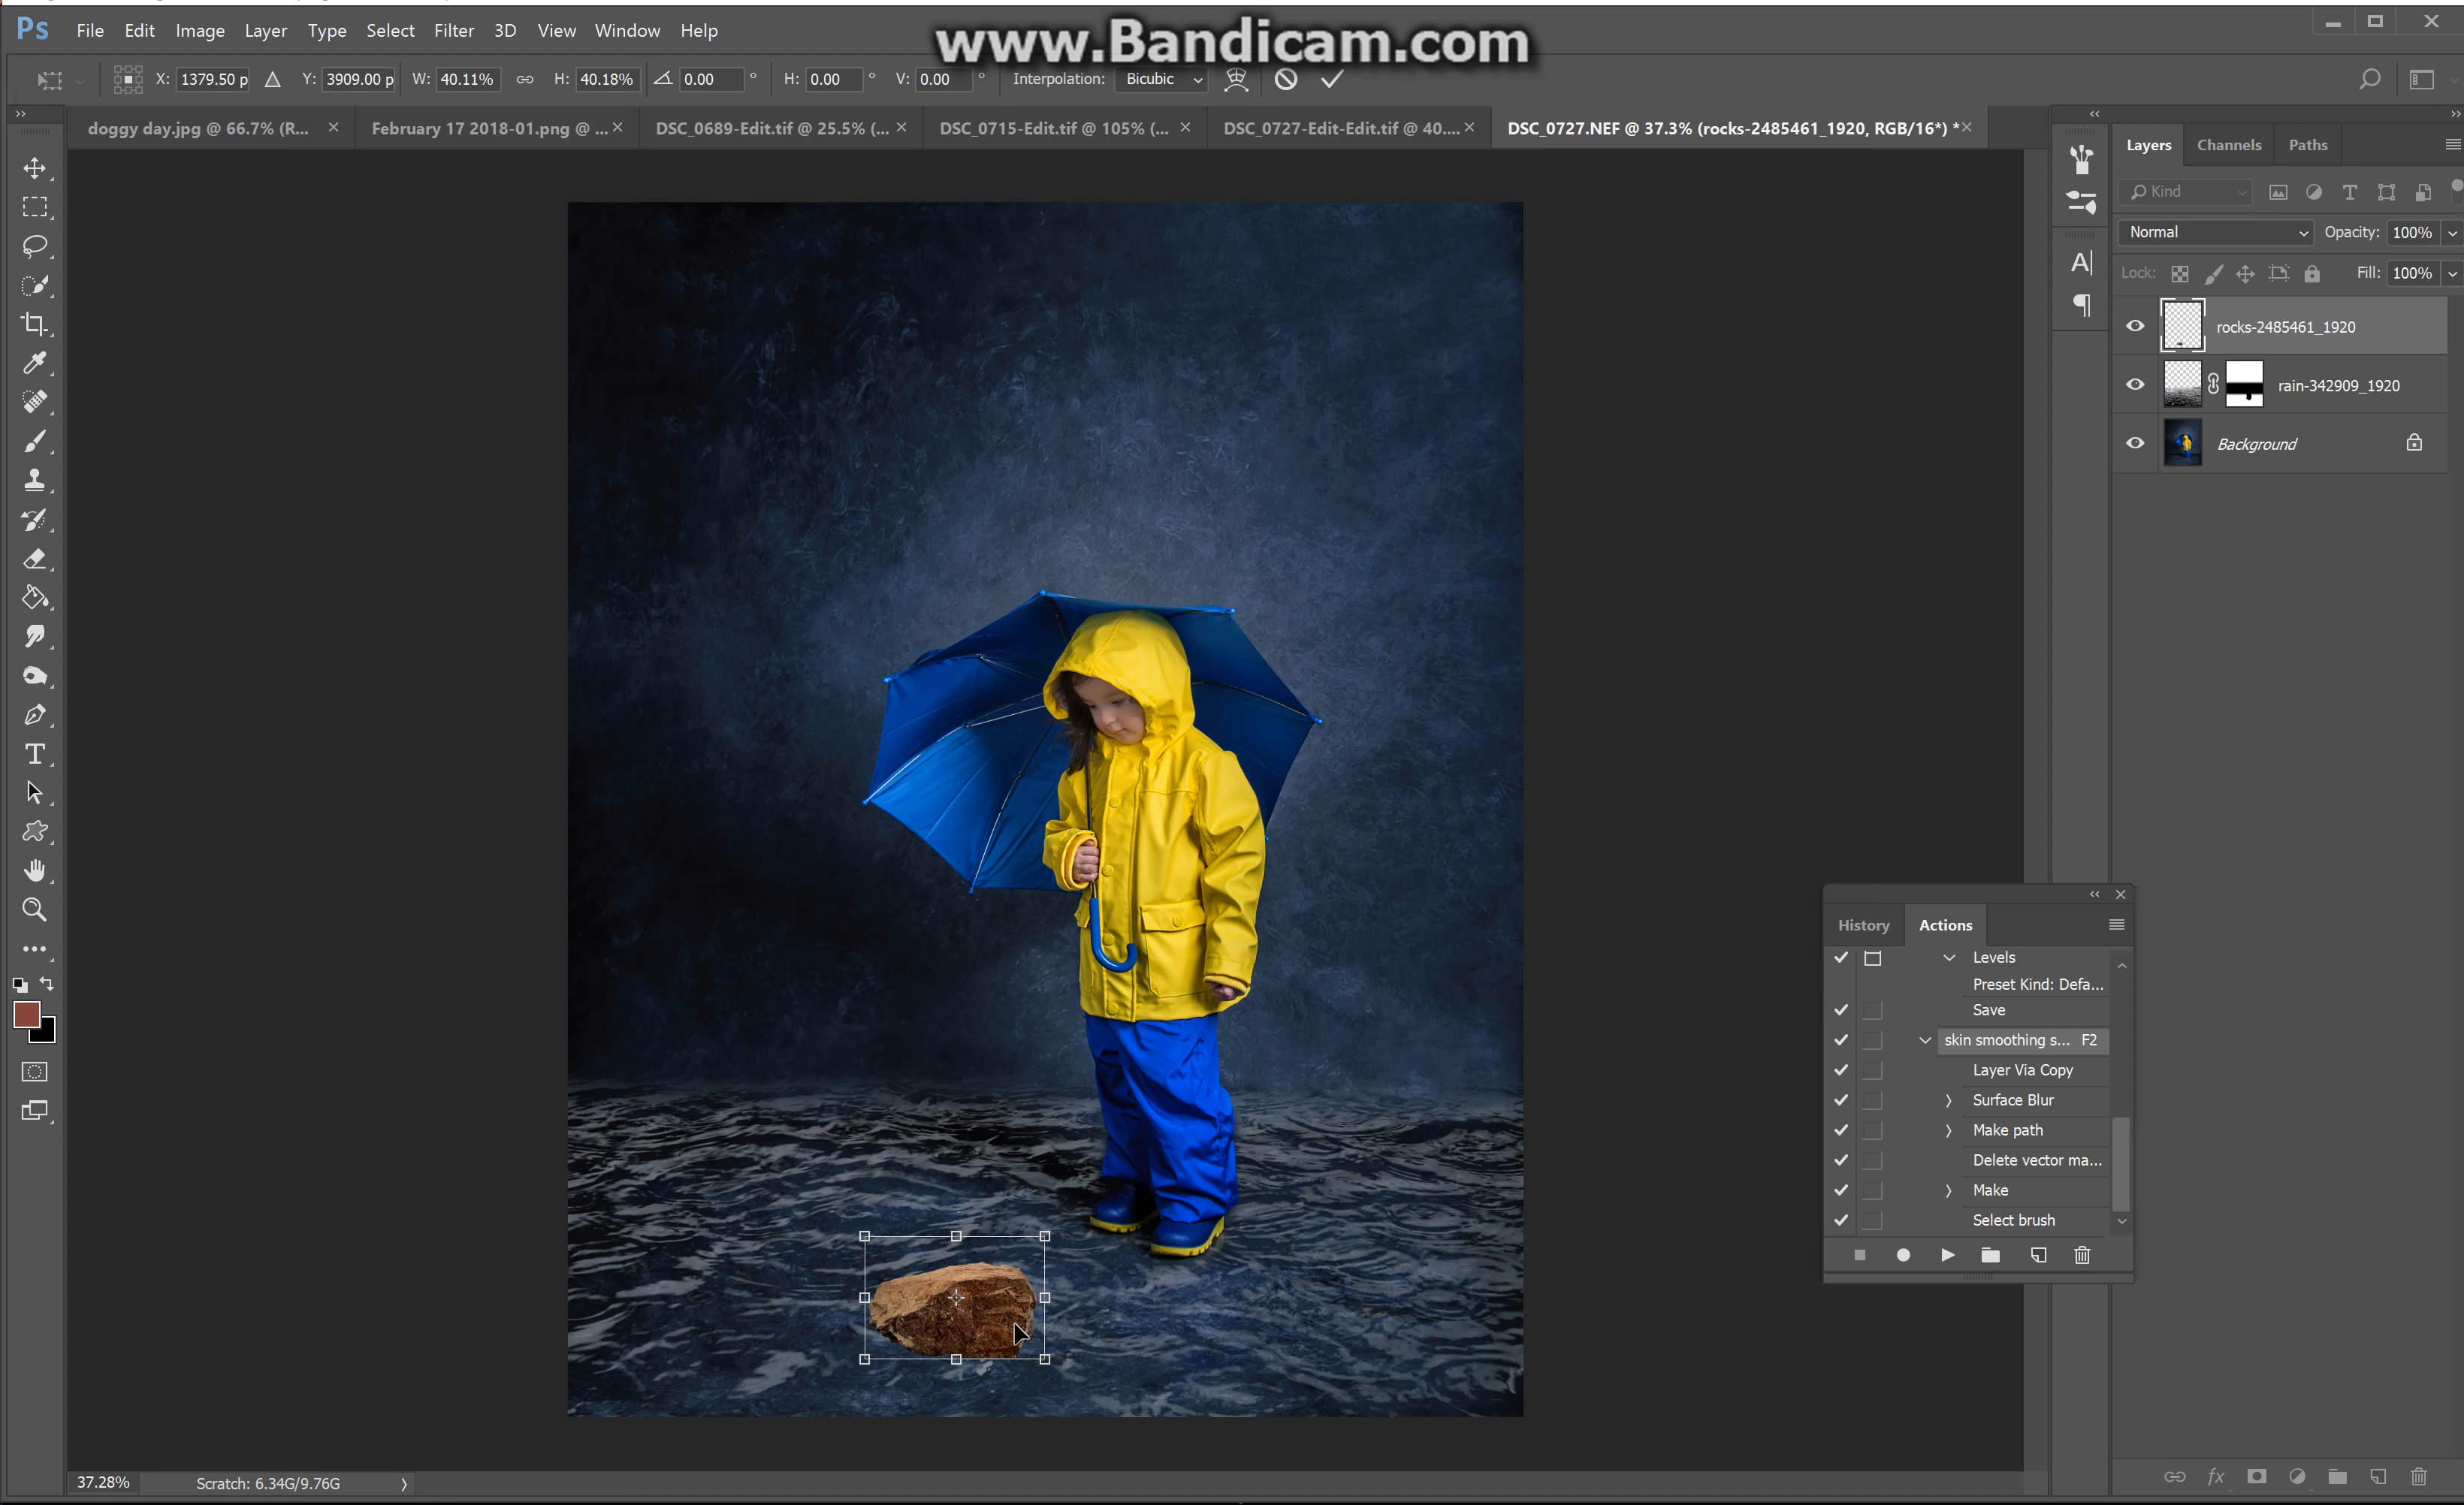 www.Bandicam.com
Ps File Edit Image Layer Type Select Filter 3D View Window Help
X: 1379.50 p Y: 3909.00 p W: 40.11% H: 40.18% 0.00 ° H: 0.00 ° V: 0.00 ° Interpolation: Bicubic
doggy day.jpg @ 66.7% (R... × February 17 2018-01.png @ ... × DSC_0689-Edit.tif @ 25.5% (... × DSC_0715-Edit.tif @ 105% (... × DSC_0727-Edit-Edit.tif @ 40.... × DSC_0727.NEF @ 37.3% (rocks-2485461_1920, RGB/16*) * ×
Layers Channels Paths
Kind
Normal Opacity: 100%
Lock: Fill: 100%
rocks-2485461_1920
rain-342909_1920
Background
History Actions
Levels
Preset Kind: Defa...
Save
skin smoothing s... F2
Layer Via Copy
Surface Blur
Make path
Delete vector ma...
Make
Select brush
37.28% Scratch: 6.34G/9.76G